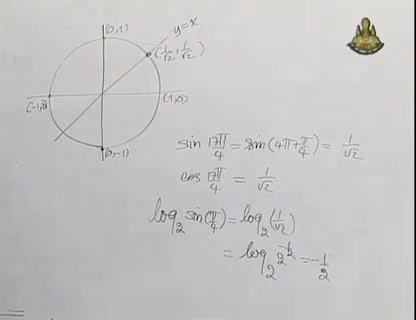 (0,1)
y=x.
(1/√2, 1/√2)
(-1,0)
(1,0)
(0,-1)
sin 17π/4 = sin(4π+π/4) = 1/√2
cos 17π/4 = 1/√2
log₂ sin(π/4) = log₂(1/√2)
= log₂ 2^(-1/2) = -1/2